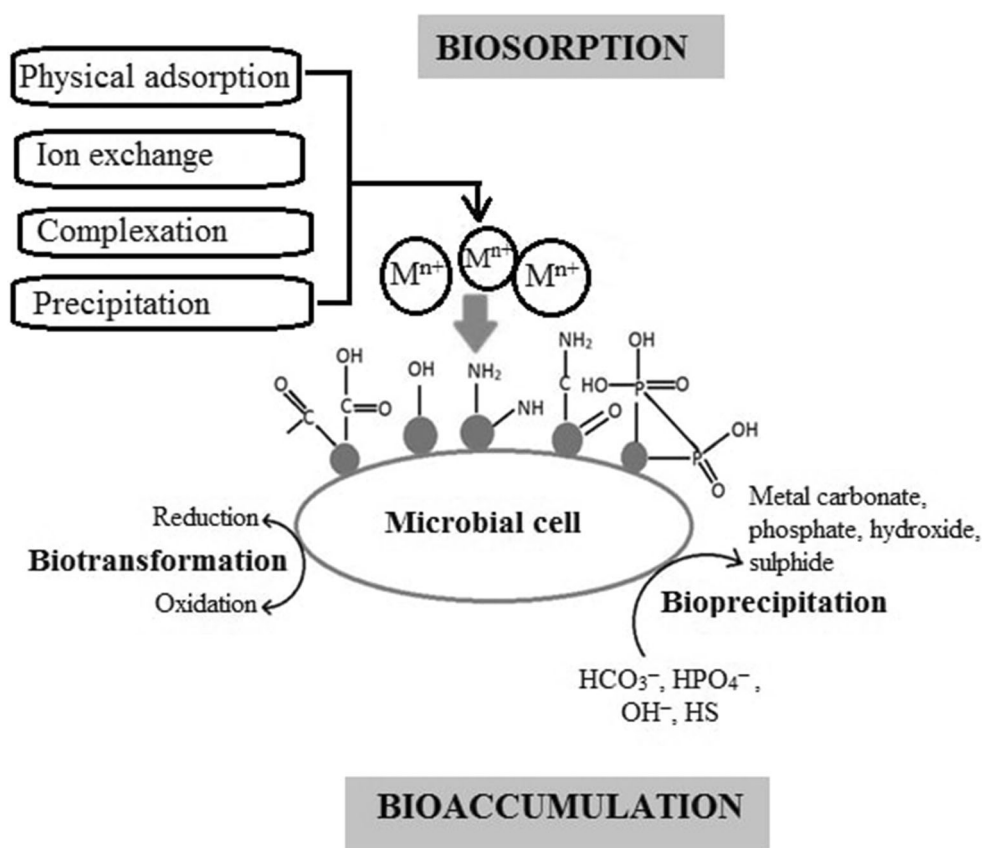 BIOSORPTION
Physical adsorption
Ion exchange
Complexation
Precipitation
Mⁿ⁺
Mⁿ⁺
Mⁿ⁺
O
C
OH
C
O
OH
NH₂
NH
NH₂
C
O
OH
HO
P
O
P
OH
O
Microbial cell
Reduction
Biotransformation
Oxidation
Metal carbonate,
phosphate, hydroxide,
sulphide
Bioprecipitation
HCO₃⁻, HPO₄⁻,
OH⁻, HS
BIOACCUMULATION